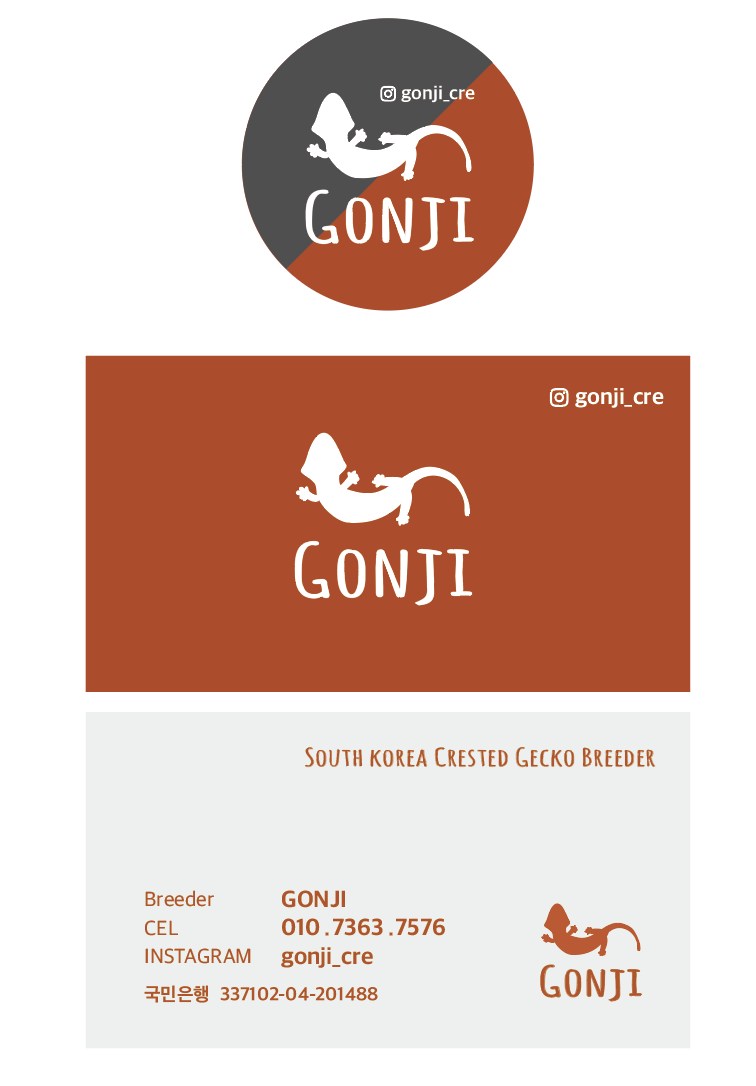 gonji_cre
GONJI
gonji_cre
GONJI
SOUTH KOREA CRESTED GECKO BREEDER
Breeder GONJI
CEL 010 . 7363 . 7576
INSTAGRAM gonji_cre
국민은행 337102-04-201488
GONJI